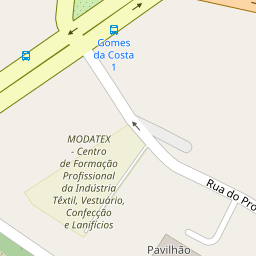 Gomes
da Costa
1
MODATEX
- Centro
de Formação
Profissional
da Indústria
Têxtil, Vestuário,
Confecção
e Lanifícios
Rua do Pro
Pavilhão